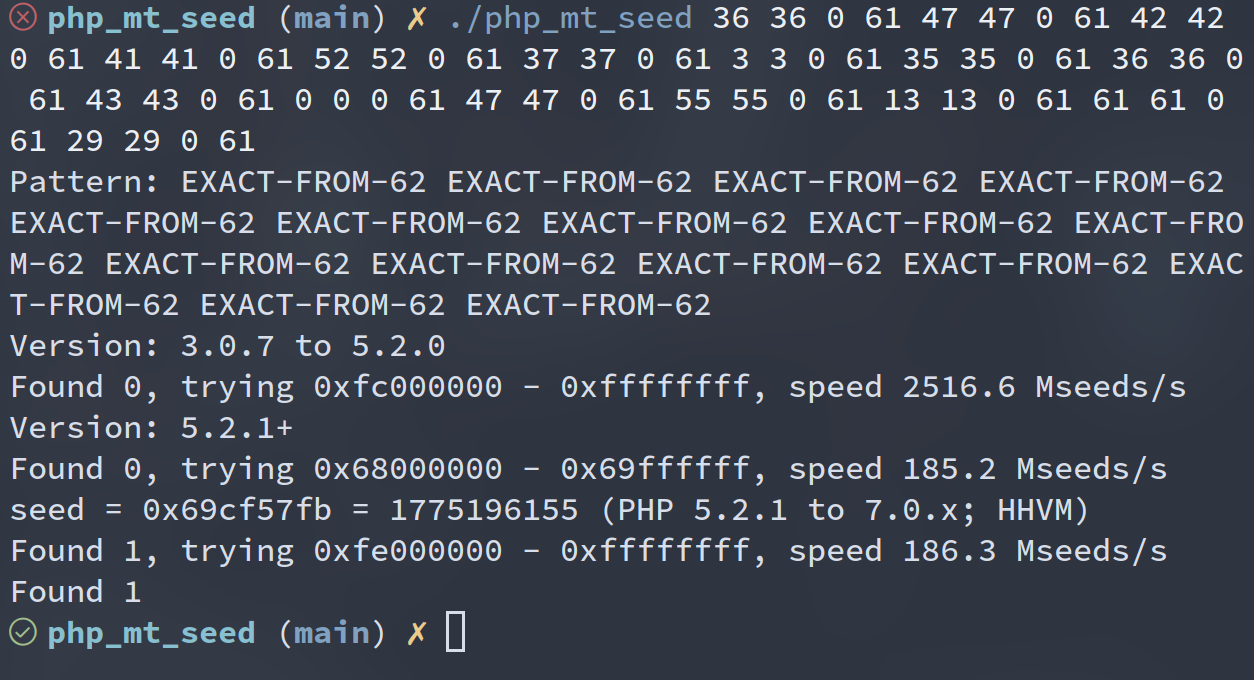 php_mt_seed (main) ✗ ./php_mt_seed 36 36 0 61 47 47 0 61 42 42
0 61 41 41 0 61 52 52 0 61 37 37 0 61 3 3 0 61 35 35 0 61 36 36 0
61 43 43 0 61 0 0 0 61 47 47 0 61 55 55 0 61 13 13 0 61 61 61 0
61 29 29 0 61
Pattern: EXACT-FROM-62 EXACT-FROM-62 EXACT-FROM-62 EXACT-FROM-62
EXACT-FROM-62 EXACT-FROM-62 EXACT-FROM-62 EXACT-FROM-62 EXACT-FRO
M-62 EXACT-FROM-62 EXACT-FROM-62 EXACT-FROM-62 EXACT-FROM-62 EXAC
T-FROM-62 EXACT-FROM-62 EXACT-FROM-62
Version: 3.0.7 to 5.2.0
Found 0, trying 0xfc000000 - 0xffffffff, speed 2516.6 Mseeds/s
Version: 5.2.1+
Found 0, trying 0x68000000 - 0x69ffffff, speed 185.2 Mseeds/s
seed = 0x69cf57fb = 1775196155 (PHP 5.2.1 to 7.0.x; HHVM)
Found 1, trying 0xfe000000 - 0xffffffff, speed 186.3 Mseeds/s
Found 1
php_mt_seed (main) ✗